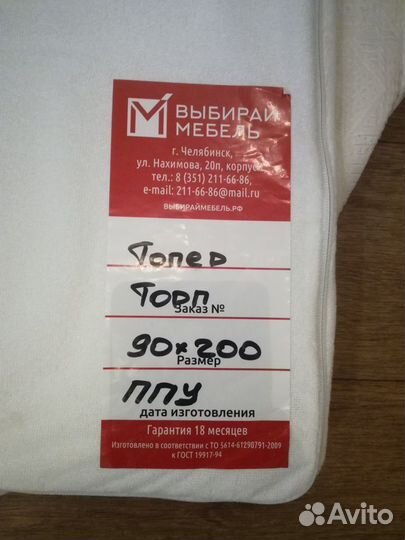 ВЫБИРАЙ
МЕБЕЛЬ
г. Челябинск,
ул. Нахимова, 20п, корпус
тел.: 8 (351) 211-66-86,
e-mail: 211-66-86@mail.ru
ВЫБИРАЙМЕБЕЛЬ.РФ
Топер
Торп
Заказ №
90×200
Размер
ППУ
дата изготовления
Гарантия 18 месяцев
Изготовлено в соответствии с ТО 5614-61290791-2009
к ГОСТ 19917-94
Avito